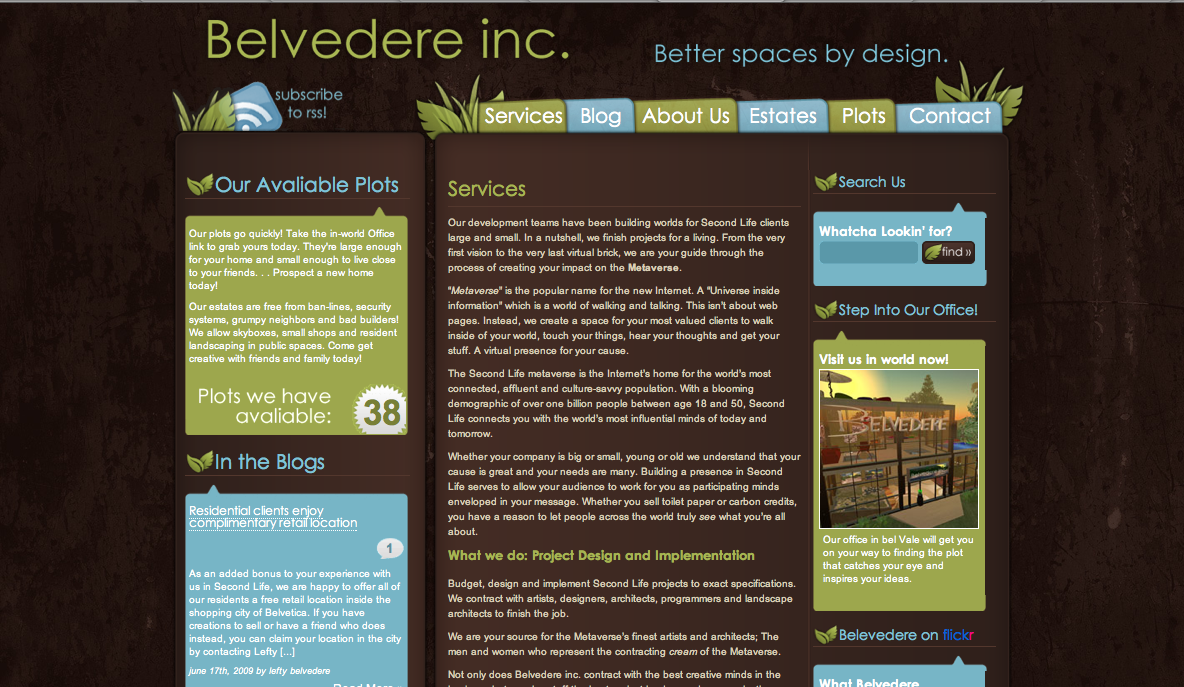 Belvedere inc.
Better spaces by design.
subscribe
to rss!
Services
Blog
About Us
Estates
Plots
Contact
Our Avaliable Plots
Our plots go quickly! Take the in-world Office
link to grab yours today. They're large enough
for your home and small enough to live close
to your friends. . . Prospect a new home
today!
Our estates are free from ban-lines, security
systems, grumpy neighbors and bad builders!
We allow skyboxes, small shops and resident
landscaping in public spaces. Come get
creative with friends and family today!
Plots we have
avaliable:
38
In the Blogs
Residential clients enjoy
complimentary retail location
1
As an added bonus to your experience with
us in Second Life, we are happy to offer all of
our residents a free retail location inside the
shopping city of Belvetica. If you have
creations to sell or have a friend who does
instead, you can claim your location in the city
by contacting Lefty [...]
june 17th, 2009 by lefty belvedere
Read More
Services
Our development teams have been building worlds for Second Life clients
large and small. In a nutshell, we finish projects for a living. From the very
first vision to the very last virtual brick, we are your guide through the
process of creating your impact on the Metaverse.
"Metaverse" is the popular name for the new Internet. A "Universe inside
information" which is a world of walking and talking. This isn't about web
pages. Instead, we create a space for your most valued clients to walk
inside of your world, touch your things, hear your thoughts and get your
stuff. A virtual presence for your cause.
The Second Life metaverse is the Internet's home for the world's most
connected, affluent and culture-savvy population. With a blooming
demographic of over one billion people between age 18 and 50, Second
Life connects you with the world's most influential minds of today and
tomorrow.
Whether your company is big or small, young or old we understand that your
cause is great and your needs are many. Building a presence in Second
Life serves to allow your audience to work for you as participating minds
enveloped in your message. Whether you sell toilet paper or carbon credits,
you have a reason to let people across the world truly see what you're all
about.
What we do: Project Design and Implementation
Budget, design and implement Second Life projects to exact specifications.
We contract with artists, designers, architects, programmers and landscape
architects to finish the job.
We are your source for the Metaverse's finest artists and architects; The
men and women who represent the contracting cream of the Metaverse.
Not only does Belvedere inc. contract with the best creative minds in the
Search Us
Whatcha Lookin' for?
find »
Step Into Our Office!
Visit us in world now!
BELVEDERE
Our office in bel Vale will get you
on your way to finding the plot
that catches your eye and
inspires your ideas.
Belevedere on flickr
What Belvedere